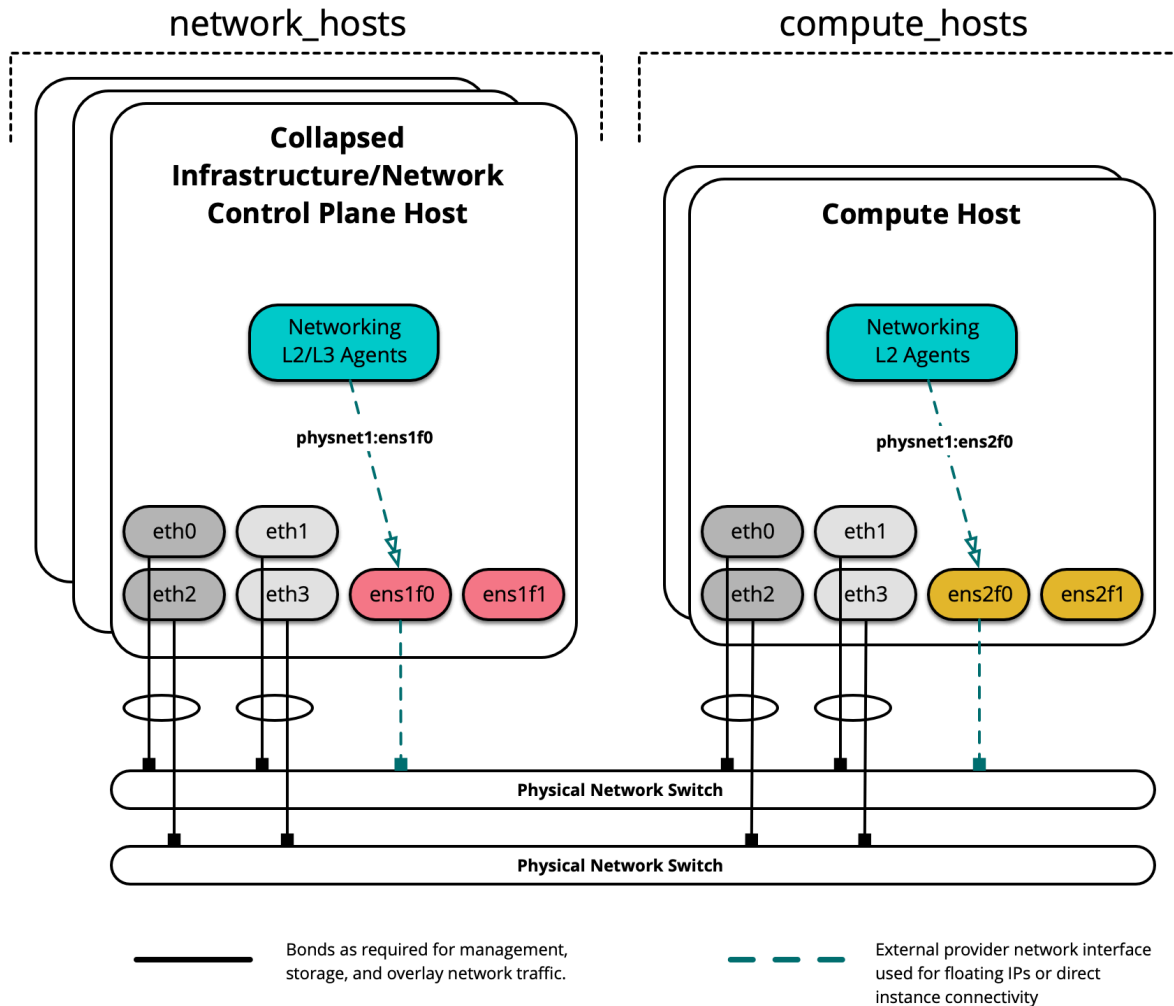 network_hosts
compute_hosts
Collapsed
Infrastructure/Network
Control Plane Host
Compute Host
Networking
L2/L3 Agents
Networking
L2 Agents
physnet1:ens1f0
physnet1:ens2f0
eth0
eth1
eth0
eth1
eth2
eth3
ens1f0
ens1f1
eth2
eth3
ens2f0
ens2f1
Physical Network Switch
Physical Network Switch
Bonds as required for management,
storage, and overlay network traffic.
External provider network interface
used for floating IPs or direct
instance connectivity